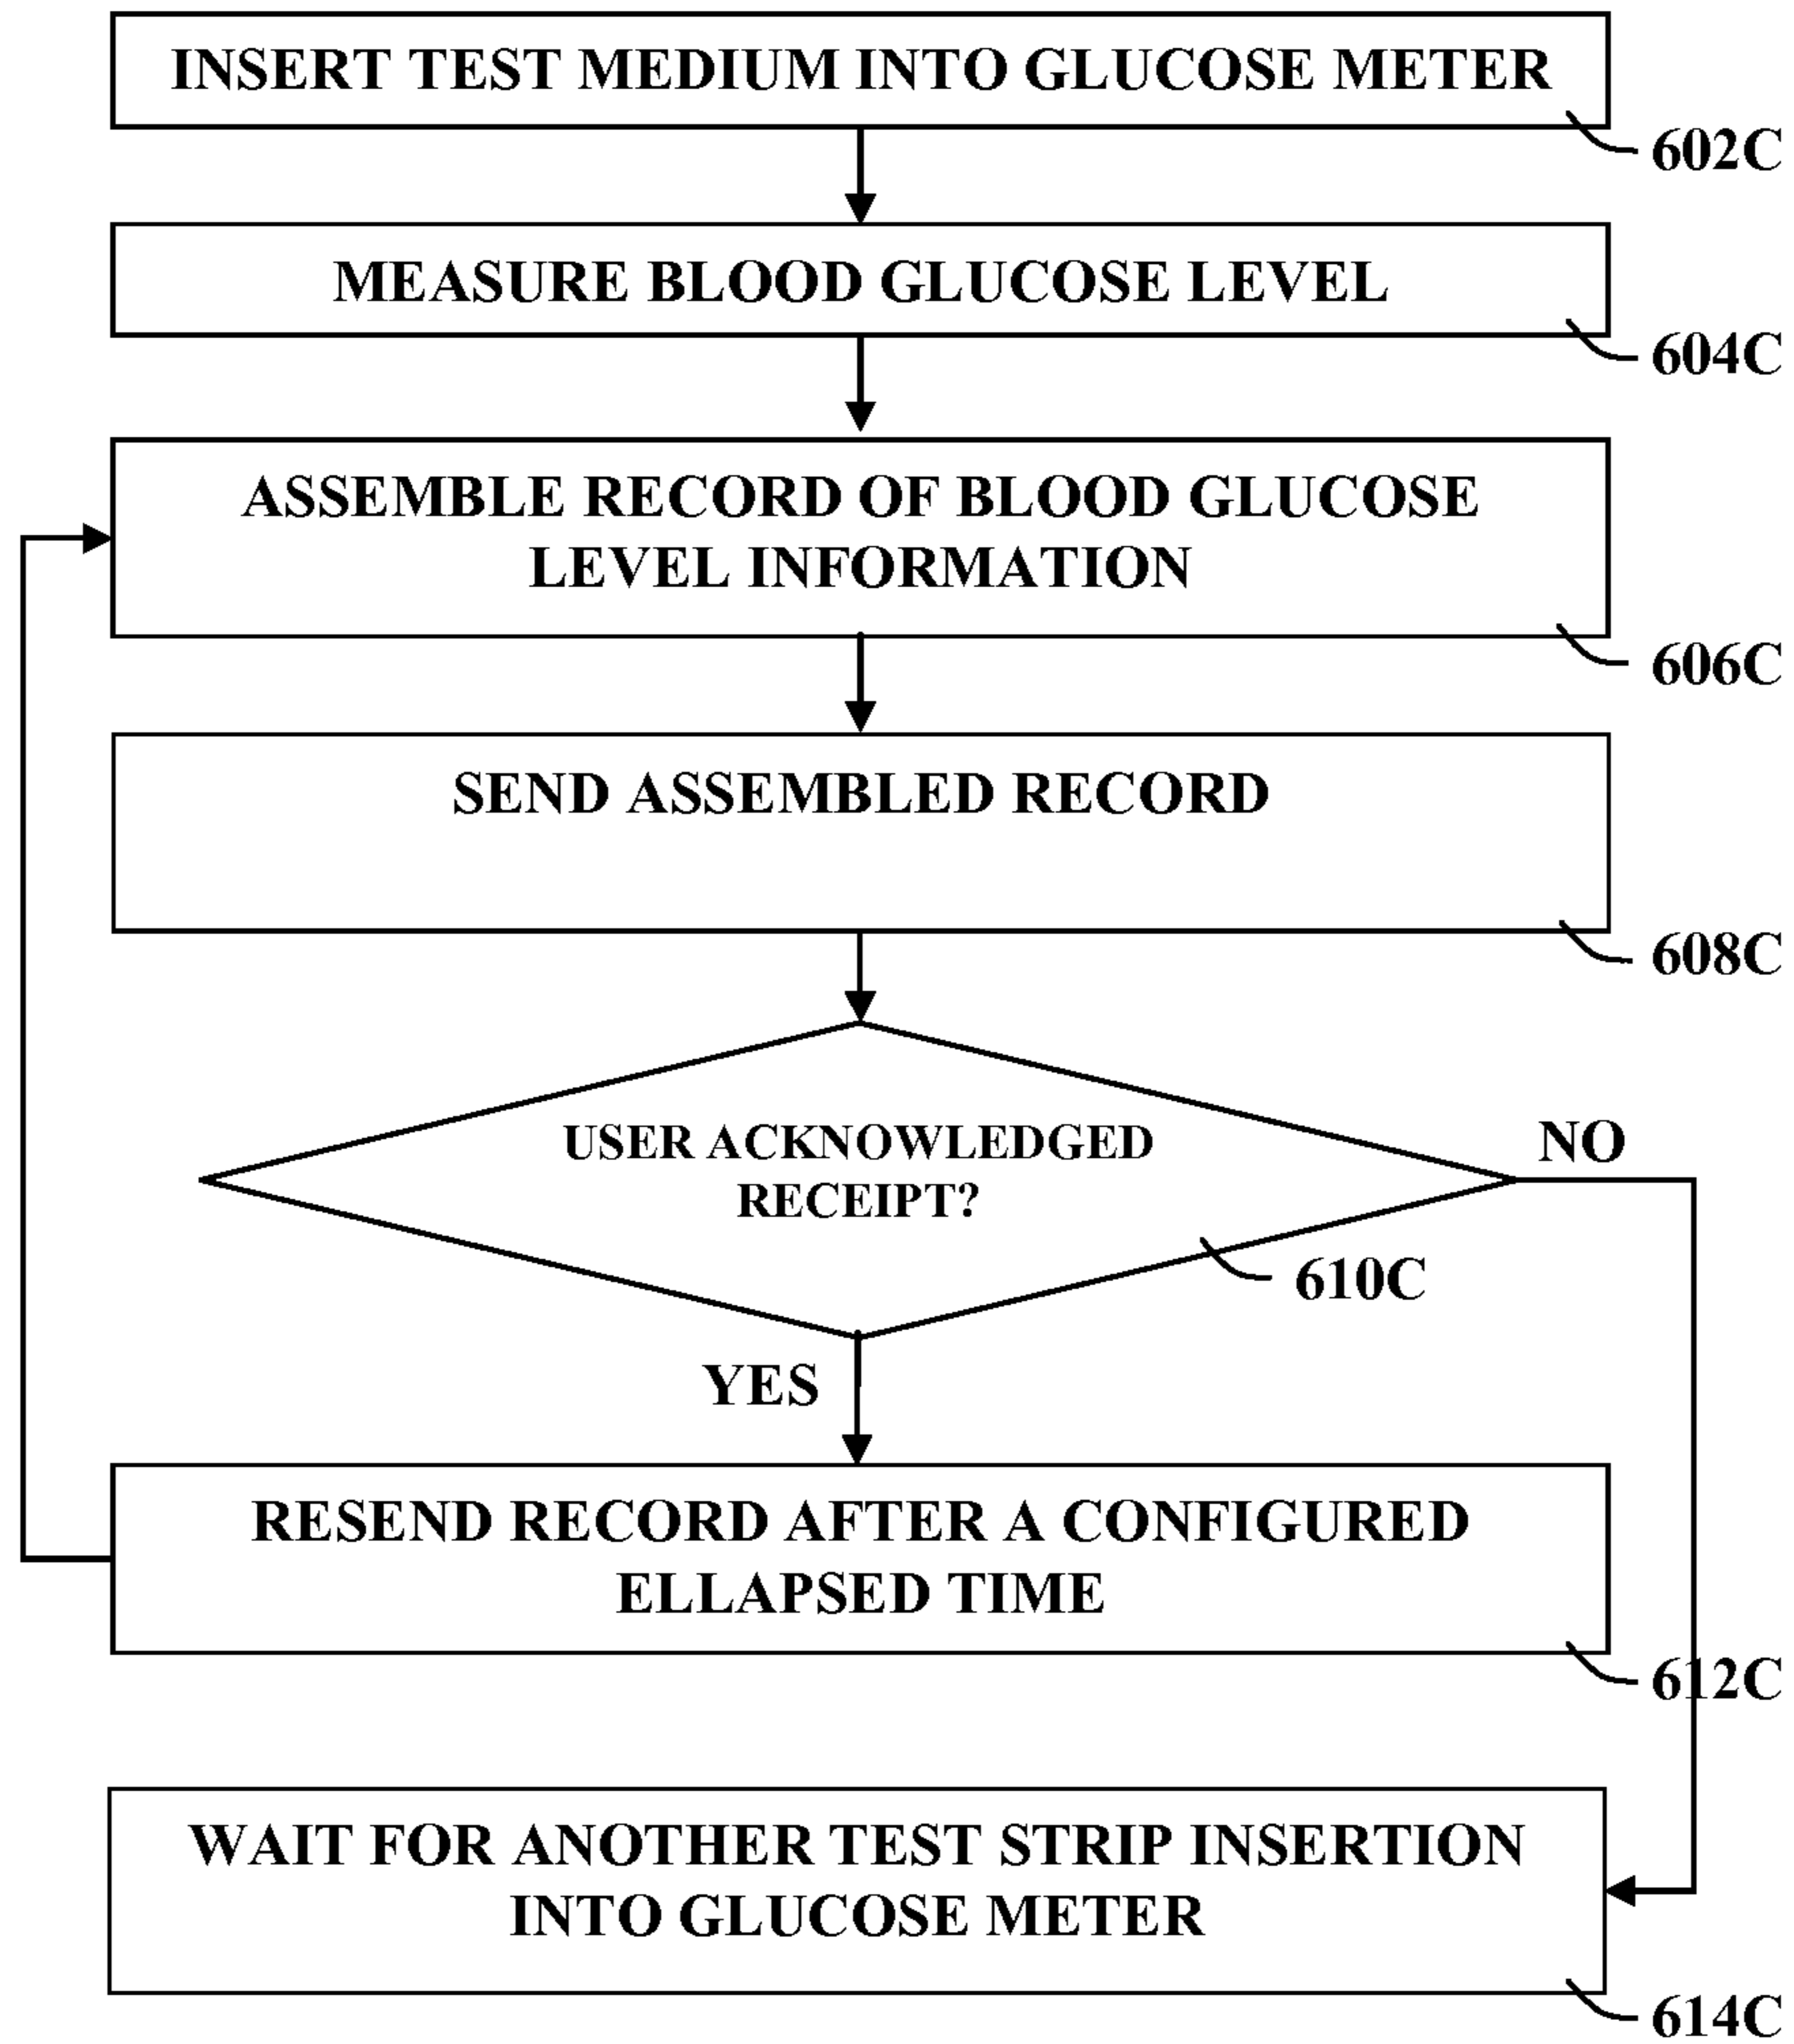 INSERT TEST MEDIUM INTO GLUCOSE METER
602C
MEASURE BLOOD GLUCOSE LEVEL
604C
ASSEMBLE RECORD OF BLOOD GLUCOSE
LEVEL INFORMATION
606C
SEND ASSEMBLED RECORD
608C
USER ACKNOWLEDGED
RECEIPT?
NO
610C
YES
RESEND RECORD AFTER A CONFIGURED
ELLAPSED TIME
612C
WAIT FOR ANOTHER TEST STRIP INSERTION
INTO GLUCOSE METER
614C